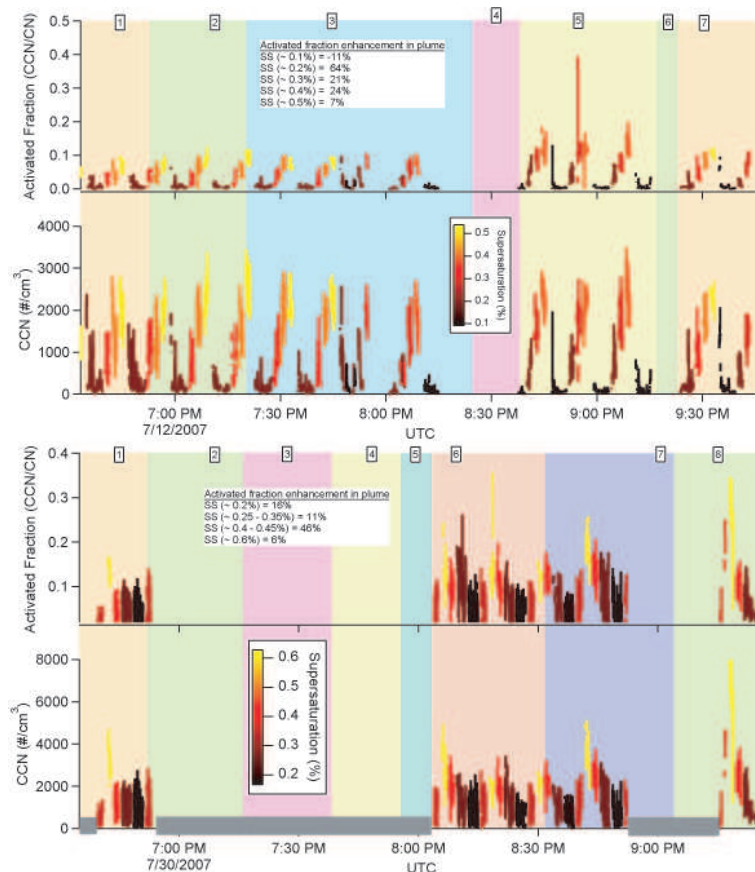 1 2 3 4 5 6 7
0.5
0.4
0.3
0.2
0.1
0.0
Activated Fraction (CCN/CN)
Activated fraction enhancement in plume
SS (~ 0.1%) = -11%
SS (~ 0.2%) = 64%
SS (~ 0.3%) = 21%
SS (~ 0.4%) = 24%
SS (~ 0.5%) = 7%
4000
3000
2000
1000
0
CCN (#/cm³)
0.5
0.4
0.3
0.2
0.1
Supersaturation (%)
7:00 PM 7:30 PM 8:00 PM 8:30 PM 9:00 PM 9:30 PM
7/12/2007 UTC
1 2 3 4 5 6 7 8
0.4
0.3
0.2
0.1
Activated Fraction (CCN/CN)
Activated fraction enhancement in plume
SS (~ 0.2%) = 16%
SS (~ 0.25 - 0.35%) = 11%
SS (~ 0.4 - 0.45%) = 46%
SS (~ 0.6%) = 6%
8000
6000
4000
2000
0
CCN (#/cm³)
0.6
0.5
0.4
0.3
0.2
Supersaturation (%)
7:00 PM 7:30 PM 8:00 PM 8:30 PM 9:00 PM
7/30/2007 UTC